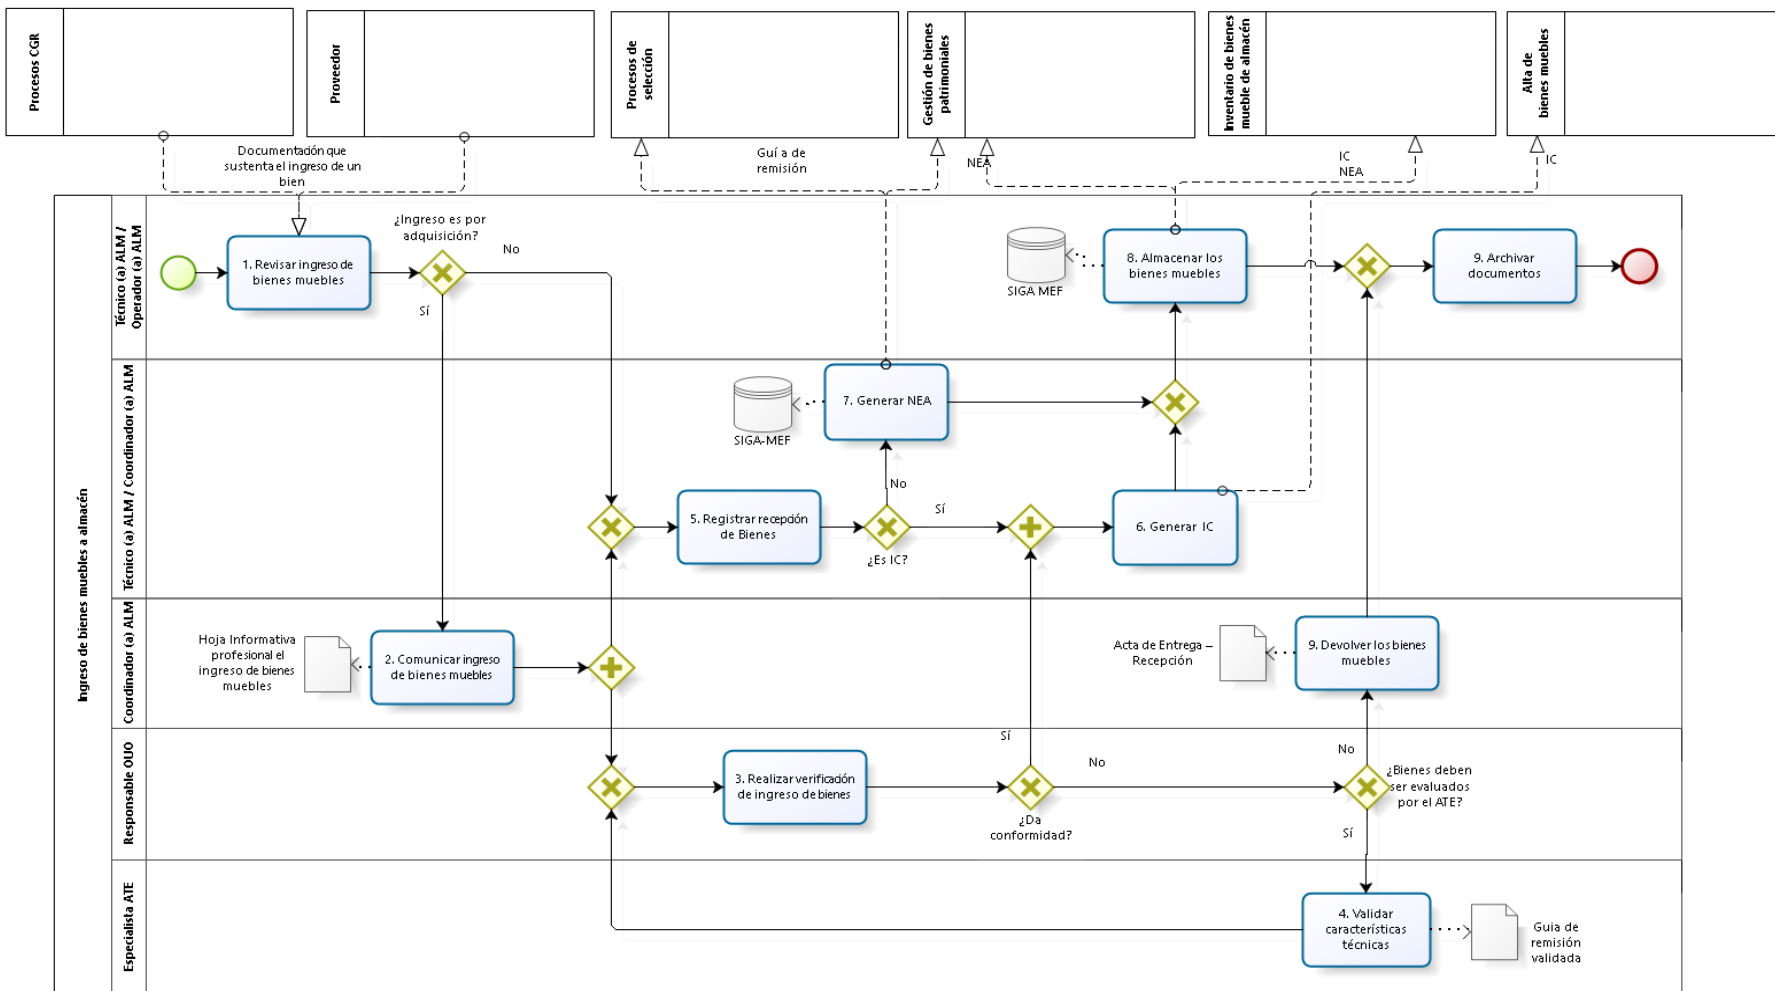 Procesos CGR
Proveedor
Procesos de
selección
Gestión de bienes
patrimoniales
Inventario de bienes
mueble de almacén
Alta de
bienes muebles
Documentación que
sustenta el ingreso de un
bien
Guí a de
remisión
NEA
IC
NEA
IC
Ingreso de bienes muebles a almacén
Técnico (a) ALM /
Operador (a) ALM
¿Ingreso es por
adquisición?
No
Sí
1. Revisar ingreso de
bienes muebles
SIGA MEF
8. Almacenar los
bienes muebles
9. Archivar
documentos
Técnico (a) ALM / Coordinador (a) ALM
SIGA-MEF
7. Generar NEA
No
Sí
5. Registrar recepción
de Bienes
¿Es IC?
6. Generar IC
Coordinador (a) ALM
Hoja Informativa
profesional el
ingreso de bienes
muebles
2. Comunicar ingreso
de bienes muebles
Acta de Entrega –
Recepción
9. Devolver los bienes
muebles
Responsable OUO
3. Realizar verificación
de ingreso de bienes
Sí
No
¿Da
conformidad?
No
¿Bienes deben
ser evaluados
por el ATE?
Sí
Especialista ATE
4. Validar
características
técnicas
Guia de
remisión
validada